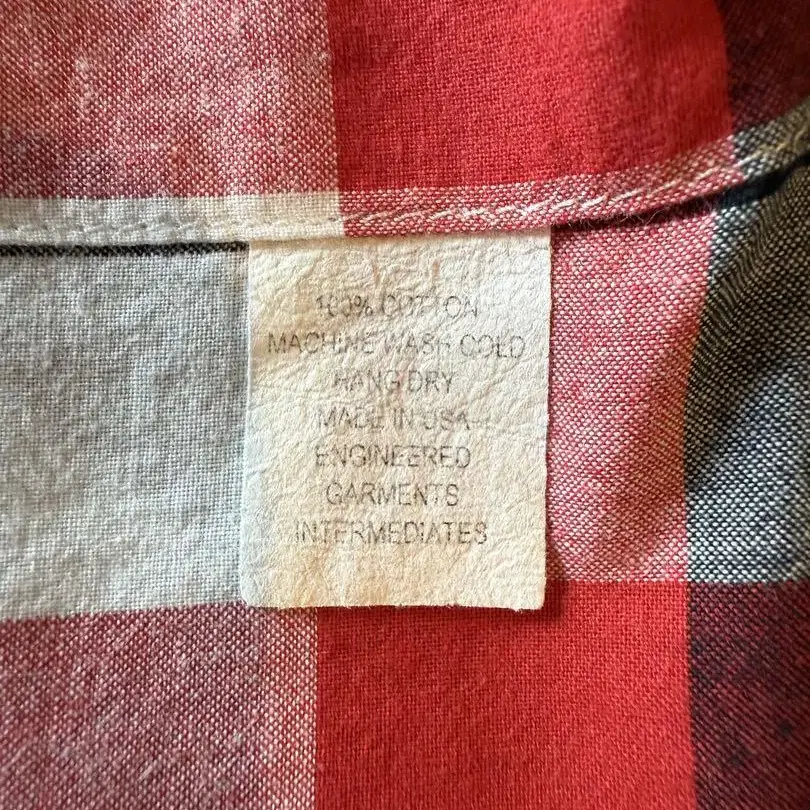 100% COTTON
MACHINE WASH COLD
HANG DRY
MADE IN USA
ENGINEERED
GARMENTS
INTERMEDIATES